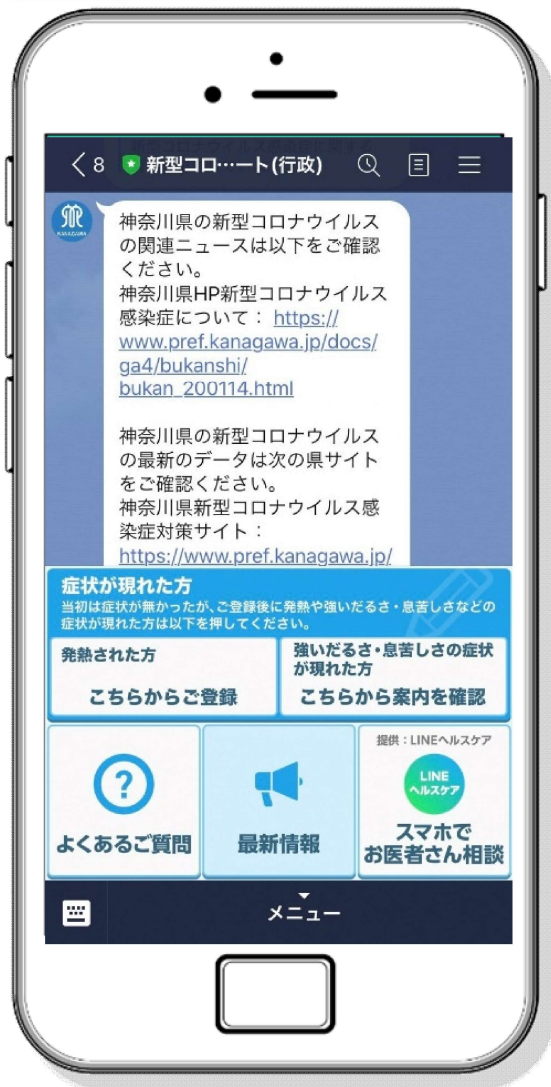 8 新型コロ…ート(行政)
KANAGAWA
神奈川県の新型コロナウイルス
の関連ニュースは以下をご確認
ください。
神奈川県HP新型コロナウイルス
感染症について： https://
www.pref.kanagawa.jp/docs/
ga4/bukanshi/
bukan_200114.html
神奈川県の新型コロナウイルス
の最新のデータは次の県サイト
をご確認ください。
神奈川県新型コロナウイルス感
染症対策サイト：
https://www.pref.kanagawa.jp/
症状が現れた方
当初は症状が無かったが、ご登録後に発熱や強いだるさ・息苦しさなどの
症状が現れた方は以下を押してください。
発熱された方
こちらからご登録
強いだるさ・息苦しさの症状
が現れた方
こちらから案内を確認
?
よくあるご質問
最新情報
提供：LINEヘルスケア
LINE
ヘルスケア
スマホで
お医者さん相談
メニュー